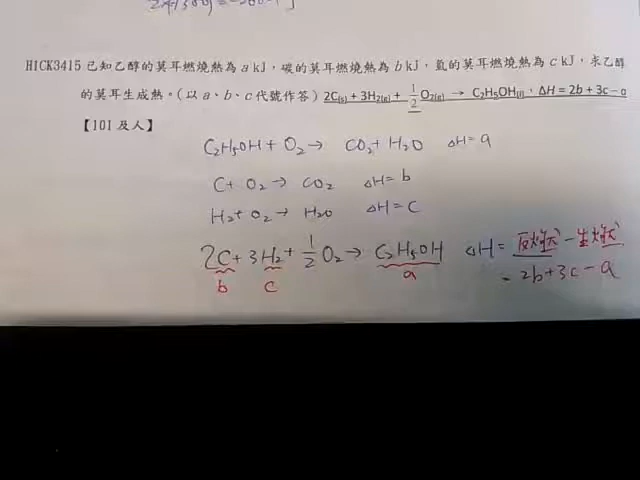 HICK3415 已知乙醇的莫耳燃燒熱為 a kJ，碳的莫耳燃燒熱為 b kJ，氫的莫耳燃燒熱為 c kJ，求乙醇
的莫耳生成熱。(以 a、b、c 代號作答) 2C(s)+3H2(g)+1/2O2(g) → C2H5OH(l)，ΔH=2b+3c−a
【101 及人】
C2H5OH + O2 → CO2 + H2O ΔH=a
C + O2 → CO2 ΔH=b
H2 + O2 → H2O ΔH=c
2C + 3H2 + 1/2 O2 → C2H5OH ΔH = 反燃 − 生燃
b c a = 2b+3c−a